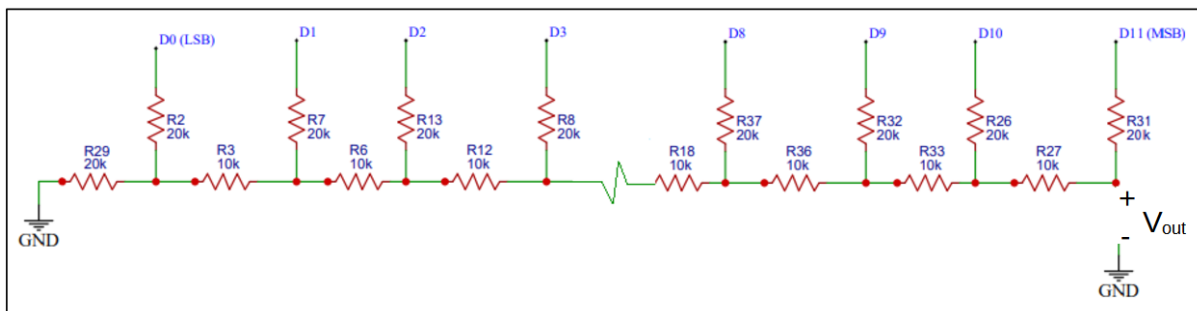 D0 (LSB)
D1
D2
D3
D8
D9
D10
D11 (MSB)
R2
20k
R7
20k
R13
20k
R8
20k
R37
20k
R32
20k
R26
20k
R31
20k
R29
20k
R3
10k
R6
10k
R12
10k
R18
10k
R36
10k
R33
10k
R27
10k
+
Vout
-
GND
GND